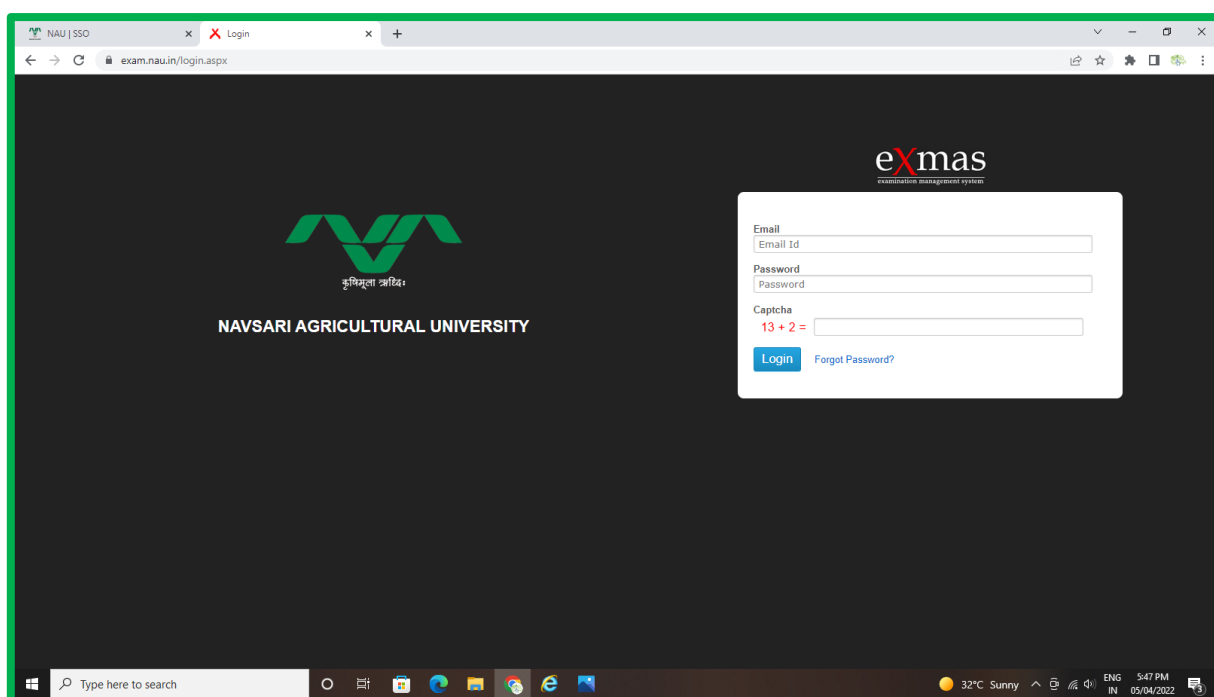 NAU | SSO
Login
exam.nau.in/login.aspx
eXmas
examination management system
कृषिमूला ऋध्दिः
NAVSARI AGRICULTURAL UNIVERSITY
Email
Email Id
Password
Password
Captcha
13 + 2 =
Login Forgot Password?
Type here to search
32°C Sunny
ENG
IN
5:47 PM
05/04/2022
3